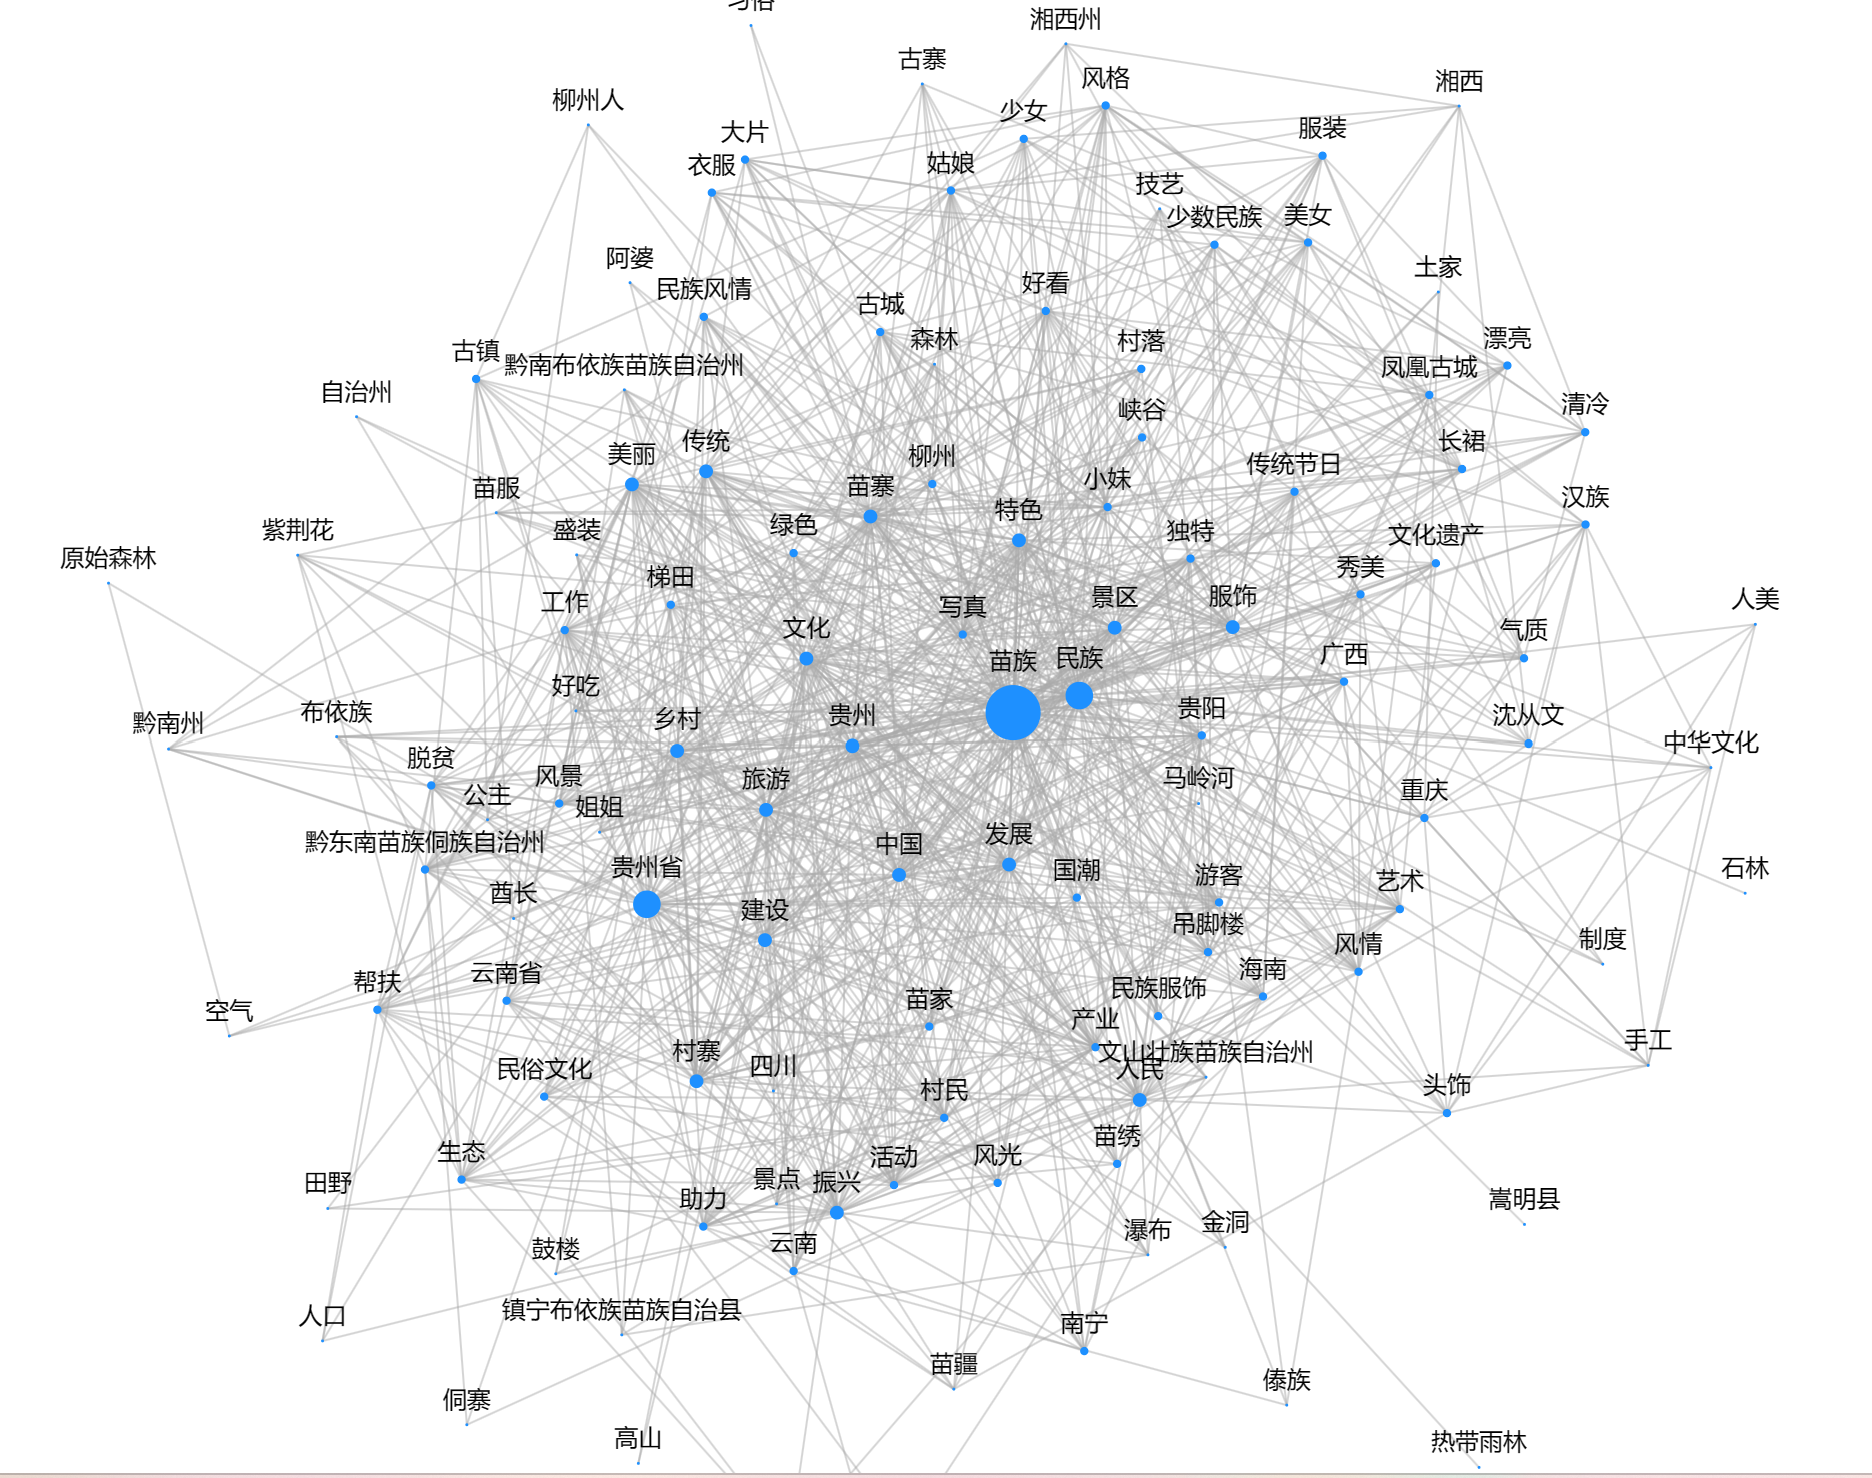 习俗
湘西州
古寨
风格
湘西
柳州人
少女
大片
服装
衣服
姑娘
技艺
少数民族
美女
阿婆
土家
民族风情
好看
古城
森林
村落
漂亮
古镇
黔南布依族苗族自治州
凤凰古城
自治州
峡谷
清冷
美丽
传统
柳州
长裙
传统节日
苗服
苗寨
小妹
汉族
紫荆花
盛装
绿色
特色
独特
文化遗产
原始森林
梯田
秀美
工作
写真
景区
服饰
人美
文化
气质
苗族
民族
广西
好吃
黔南州
布依族
乡村
贵州
贵阳
沈从文
中华文化
脱贫
风景
旅游
马岭河
公主
姐姐
重庆
黔东南苗族侗族自治州
中国
发展
贵州省
国潮
游客
艺术
石林
酋长
建设
吊脚楼
风情
制度
帮扶
云南省
海南
空气
苗家
民族服饰
产业
手工
民俗文化
村寨
四川
文山壮族苗族自治州
人民
村民
头饰
生态
苗绣
田野
助力
景点
振兴
活动
风光
嵩明县
鼓楼
云南
瀑布
金洞
人口
镇宁布依族苗族自治县
南宁
苗疆
傣族
侗寨
高山
热带雨林